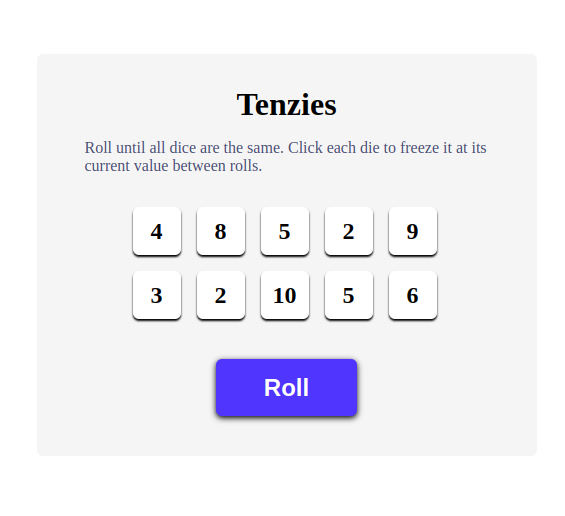 Tenzies
Roll until all dice are the same. Click each die to freeze it at its
current value between rolls.
4 8 5 2 9
3 2 10 5 6
Roll